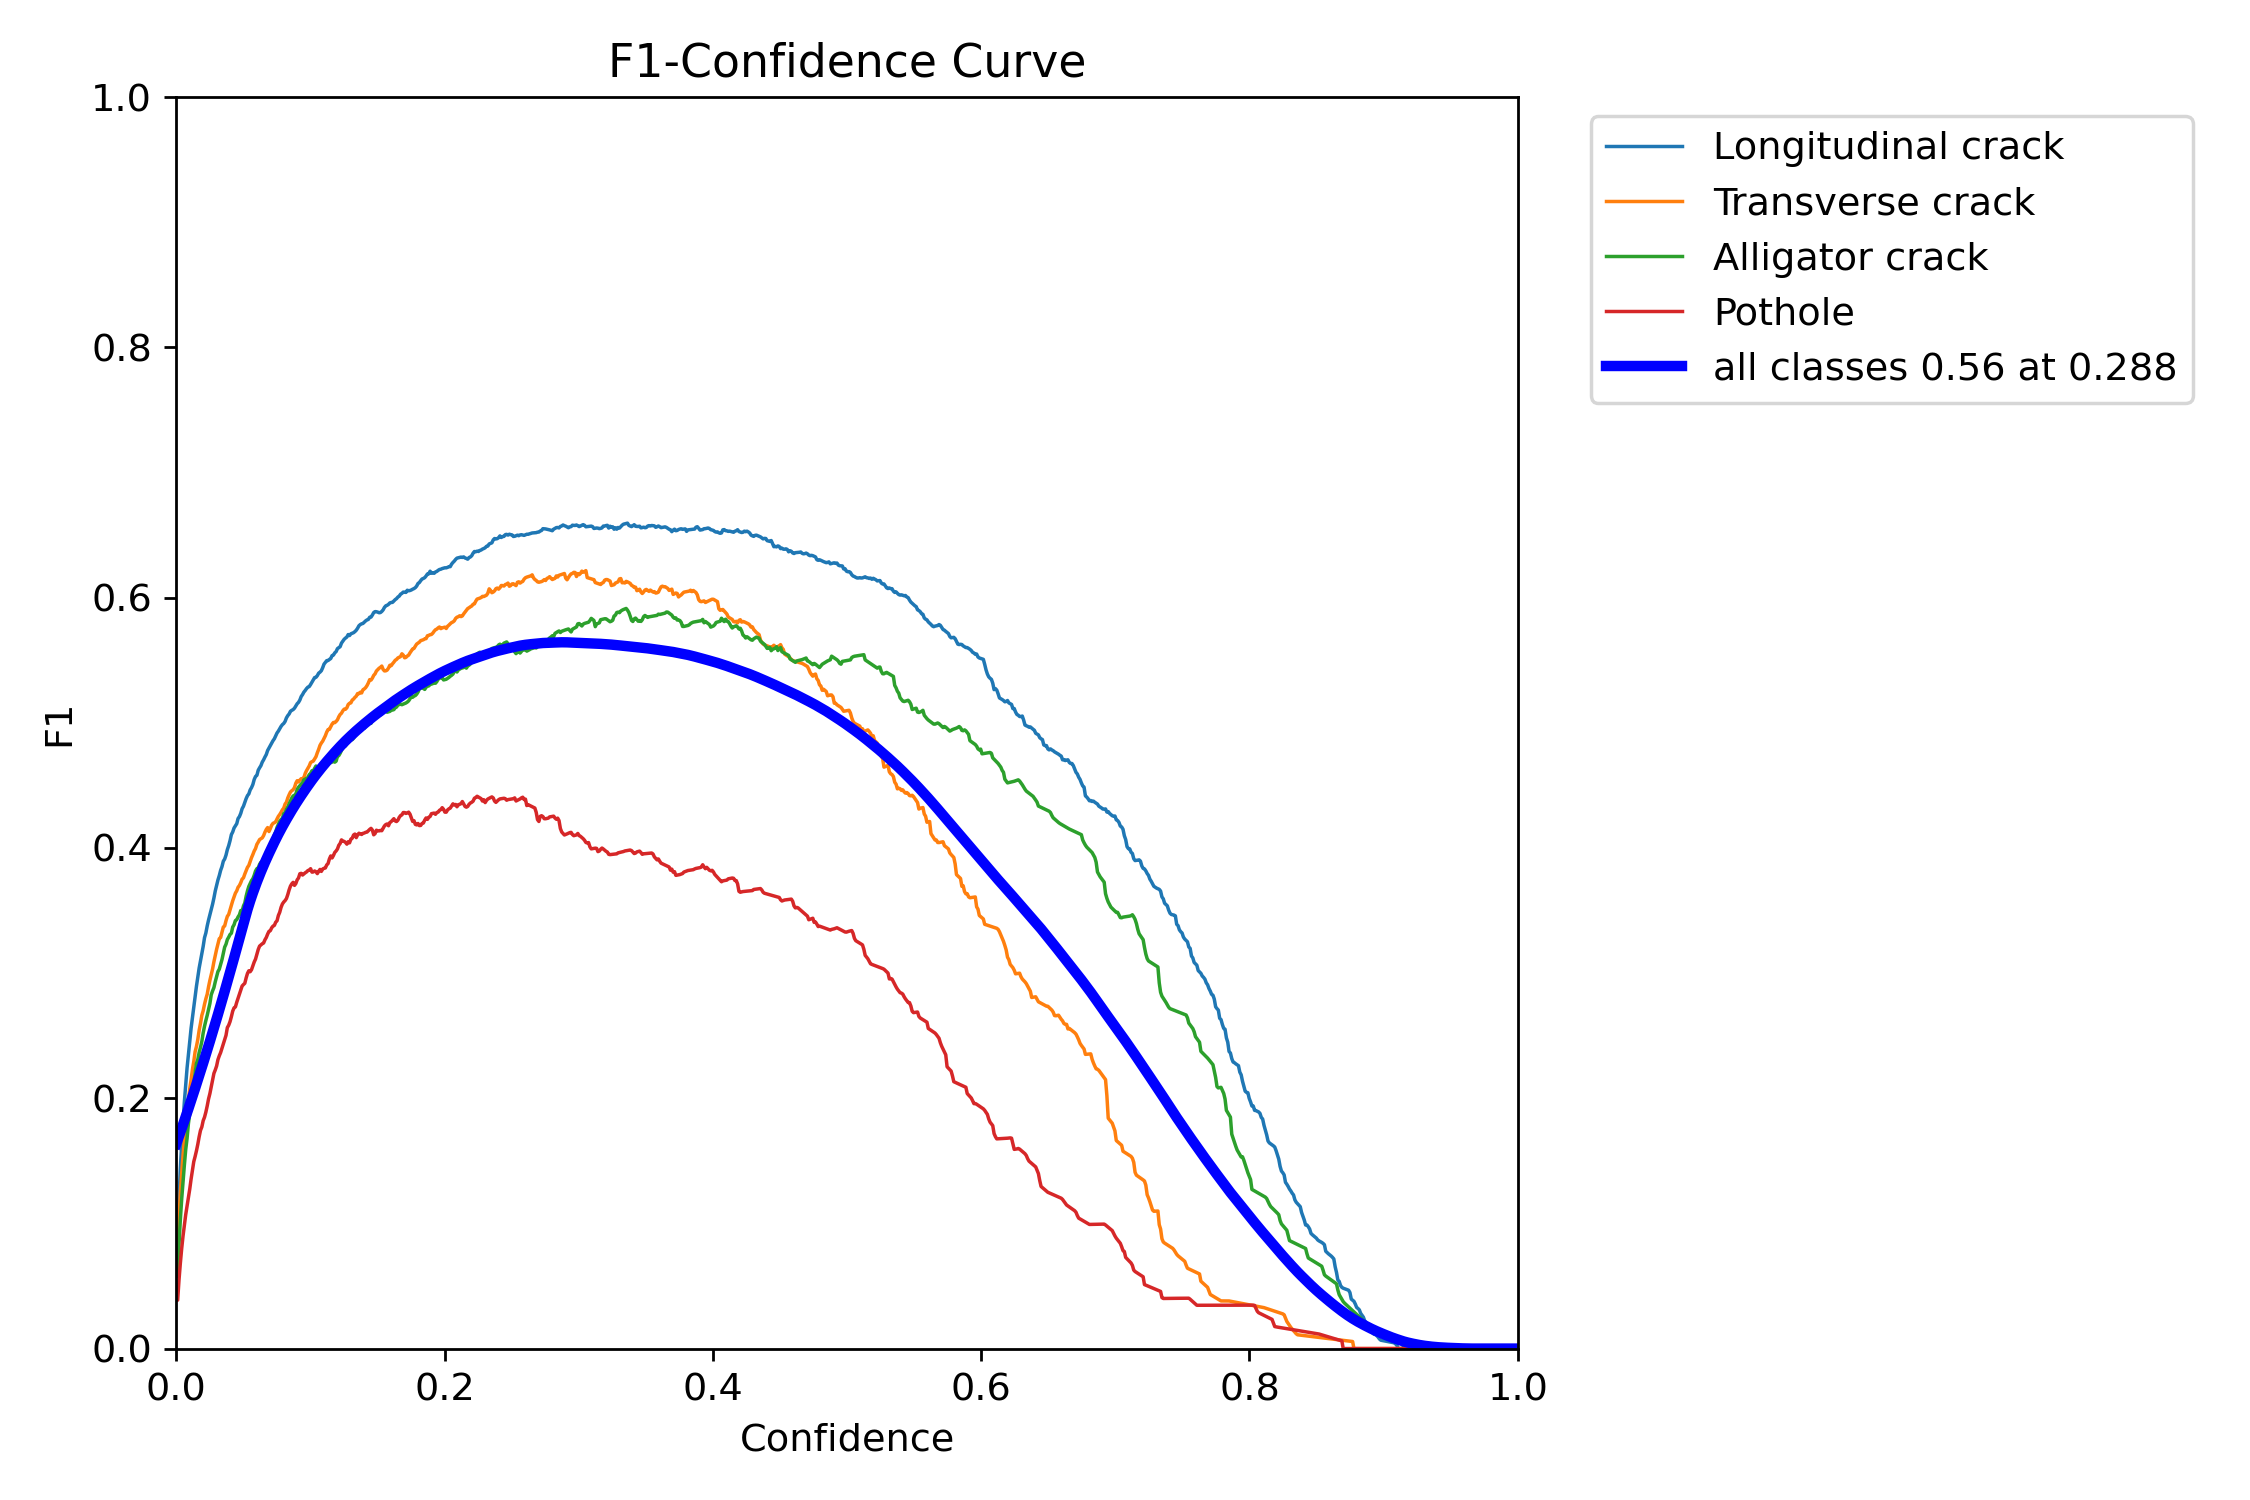 F1-Confidence Curve
1.0
0.8
0.6
0.4
0.2
0.0
F1
0.0 0.2 0.4 0.6 0.8 1.0
Confidence
Longitudinal crack
Transverse crack
Alligator crack
Pothole
all classes 0.56 at 0.288